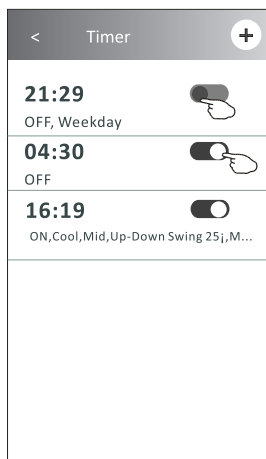 < Timer +
21:29
OFF, Weekday
04:30
OFF
16:19
ON,Cool,Mid,Up-Down Swing 25¡,M...